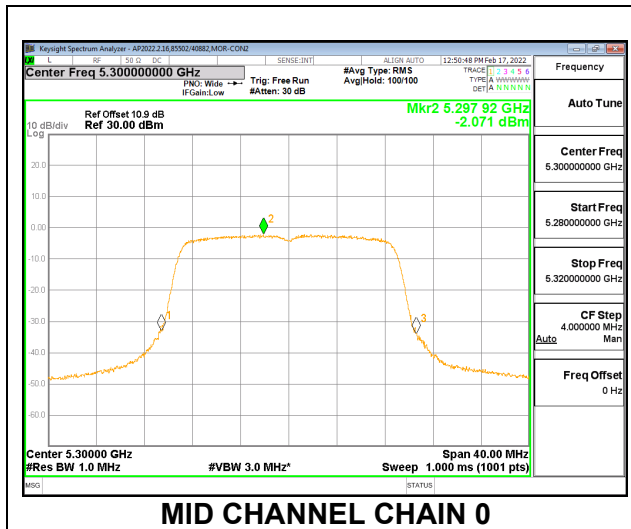 Keysight Spectrum Analyzer - AP2022.2.16,85502/40882,MOR-CON2
L RF 50 Ω DC SENSE:INT ALIGN AUTO 12:50:48 PM Feb 17, 2022
Center Freq 5.300000000 GHz
PNO: Wide
IFGain:Low
Trig: Free Run
#Atten: 30 dB
#Avg Type: RMS
Avg|Hold: 100/100
TRACE 1 2 3 4 5 6
TYPE A WWWWW
DET A N N N N N
Frequency
Auto Tune
Center Freq
5.300000000 GHz
Start Freq
5.280000000 GHz
Stop Freq
5.320000000 GHz
CF Step
4.000000 MHz
Auto Man
Freq Offset
0 Hz
Mkr2 5.297 92 GHz
-2.071 dBm
Ref Offset 10.9 dB
10 dB/div Ref 30.00 dBm
Log
20.0
10.0
0.00
-10.0
-20.0
-30.0
-40.0
-50.0
-60.0
1
2
3
Center 5.30000 GHz Span 40.00 MHz
#Res BW 1.0 MHz #VBW 3.0 MHz* Sweep 1.000 ms (1001 pts)
MSG STATUS
MID CHANNEL CHAIN 0